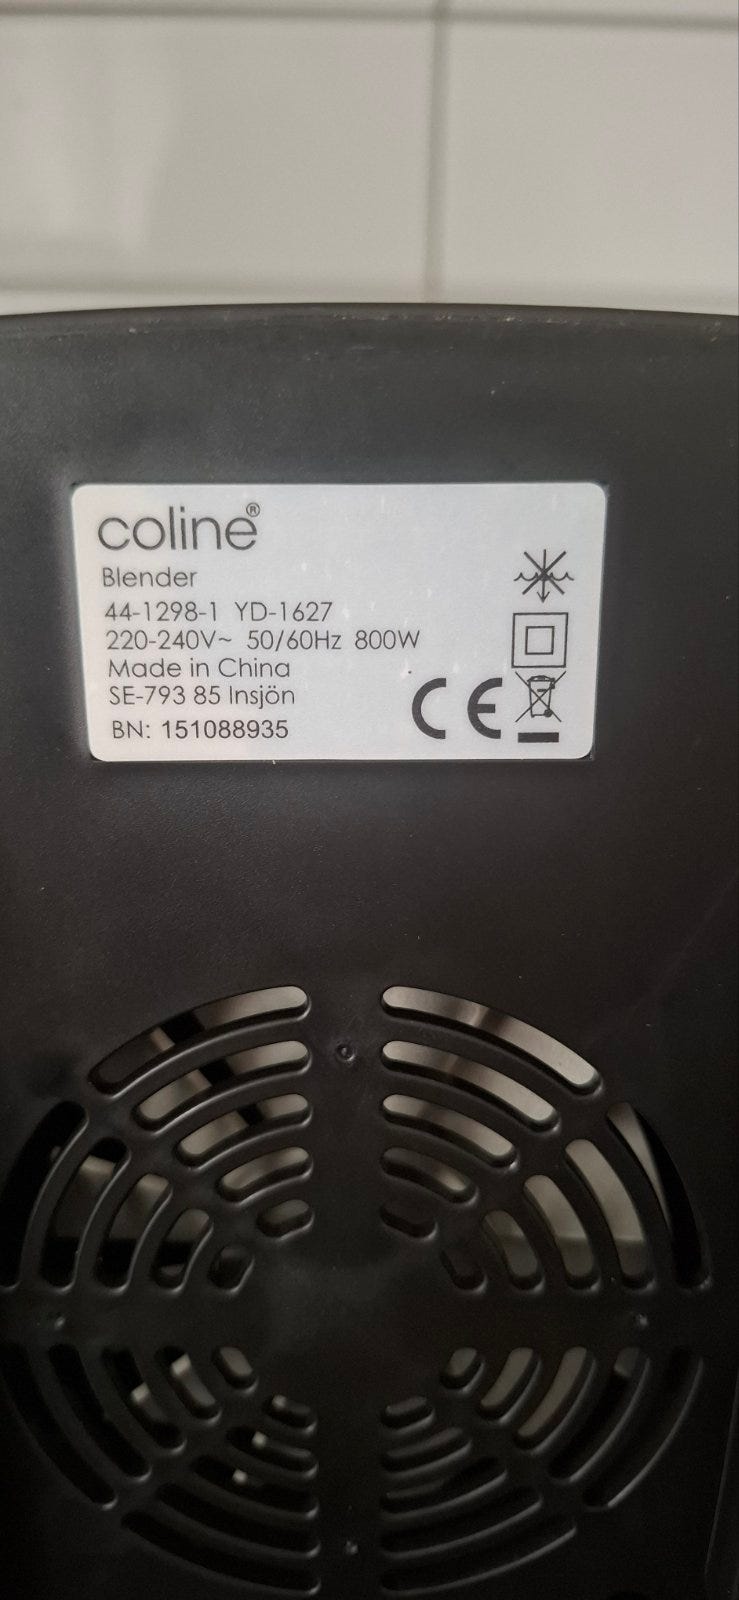 coline®
Blender
44-1298-1 YD-1627
220-240V~ 50/60Hz 800W
Made in China
SE-793 85 Insjön
BN: 151088935
CE